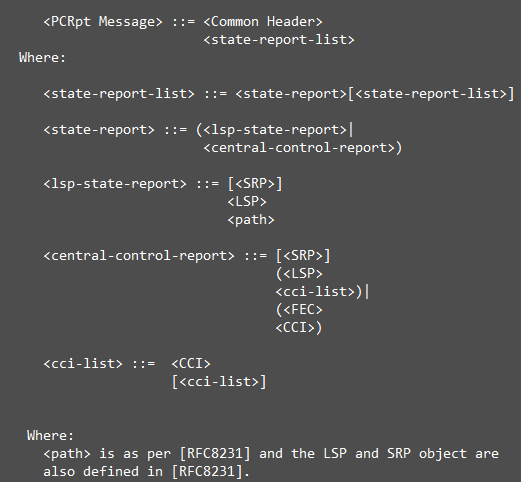 <PCRpt Message> ::= <Common Header>
<state-report-list>
Where:
<state-report-list> ::= <state-report>[<state-report-list>]
<state-report> ::= (<lsp-state-report>|
<central-control-report>)
<lsp-state-report> ::= [<SRP>]
<LSP>
<path>
<central-control-report> ::= [<SRP>]
(<LSP>
<cci-list>)|
(<FEC>
<CCI>)
<cci-list> ::=  <CCI>
[<cci-list>]
Where:
<path> is as per [RFC8231] and the LSP and SRP object are
also defined in [RFC8231].